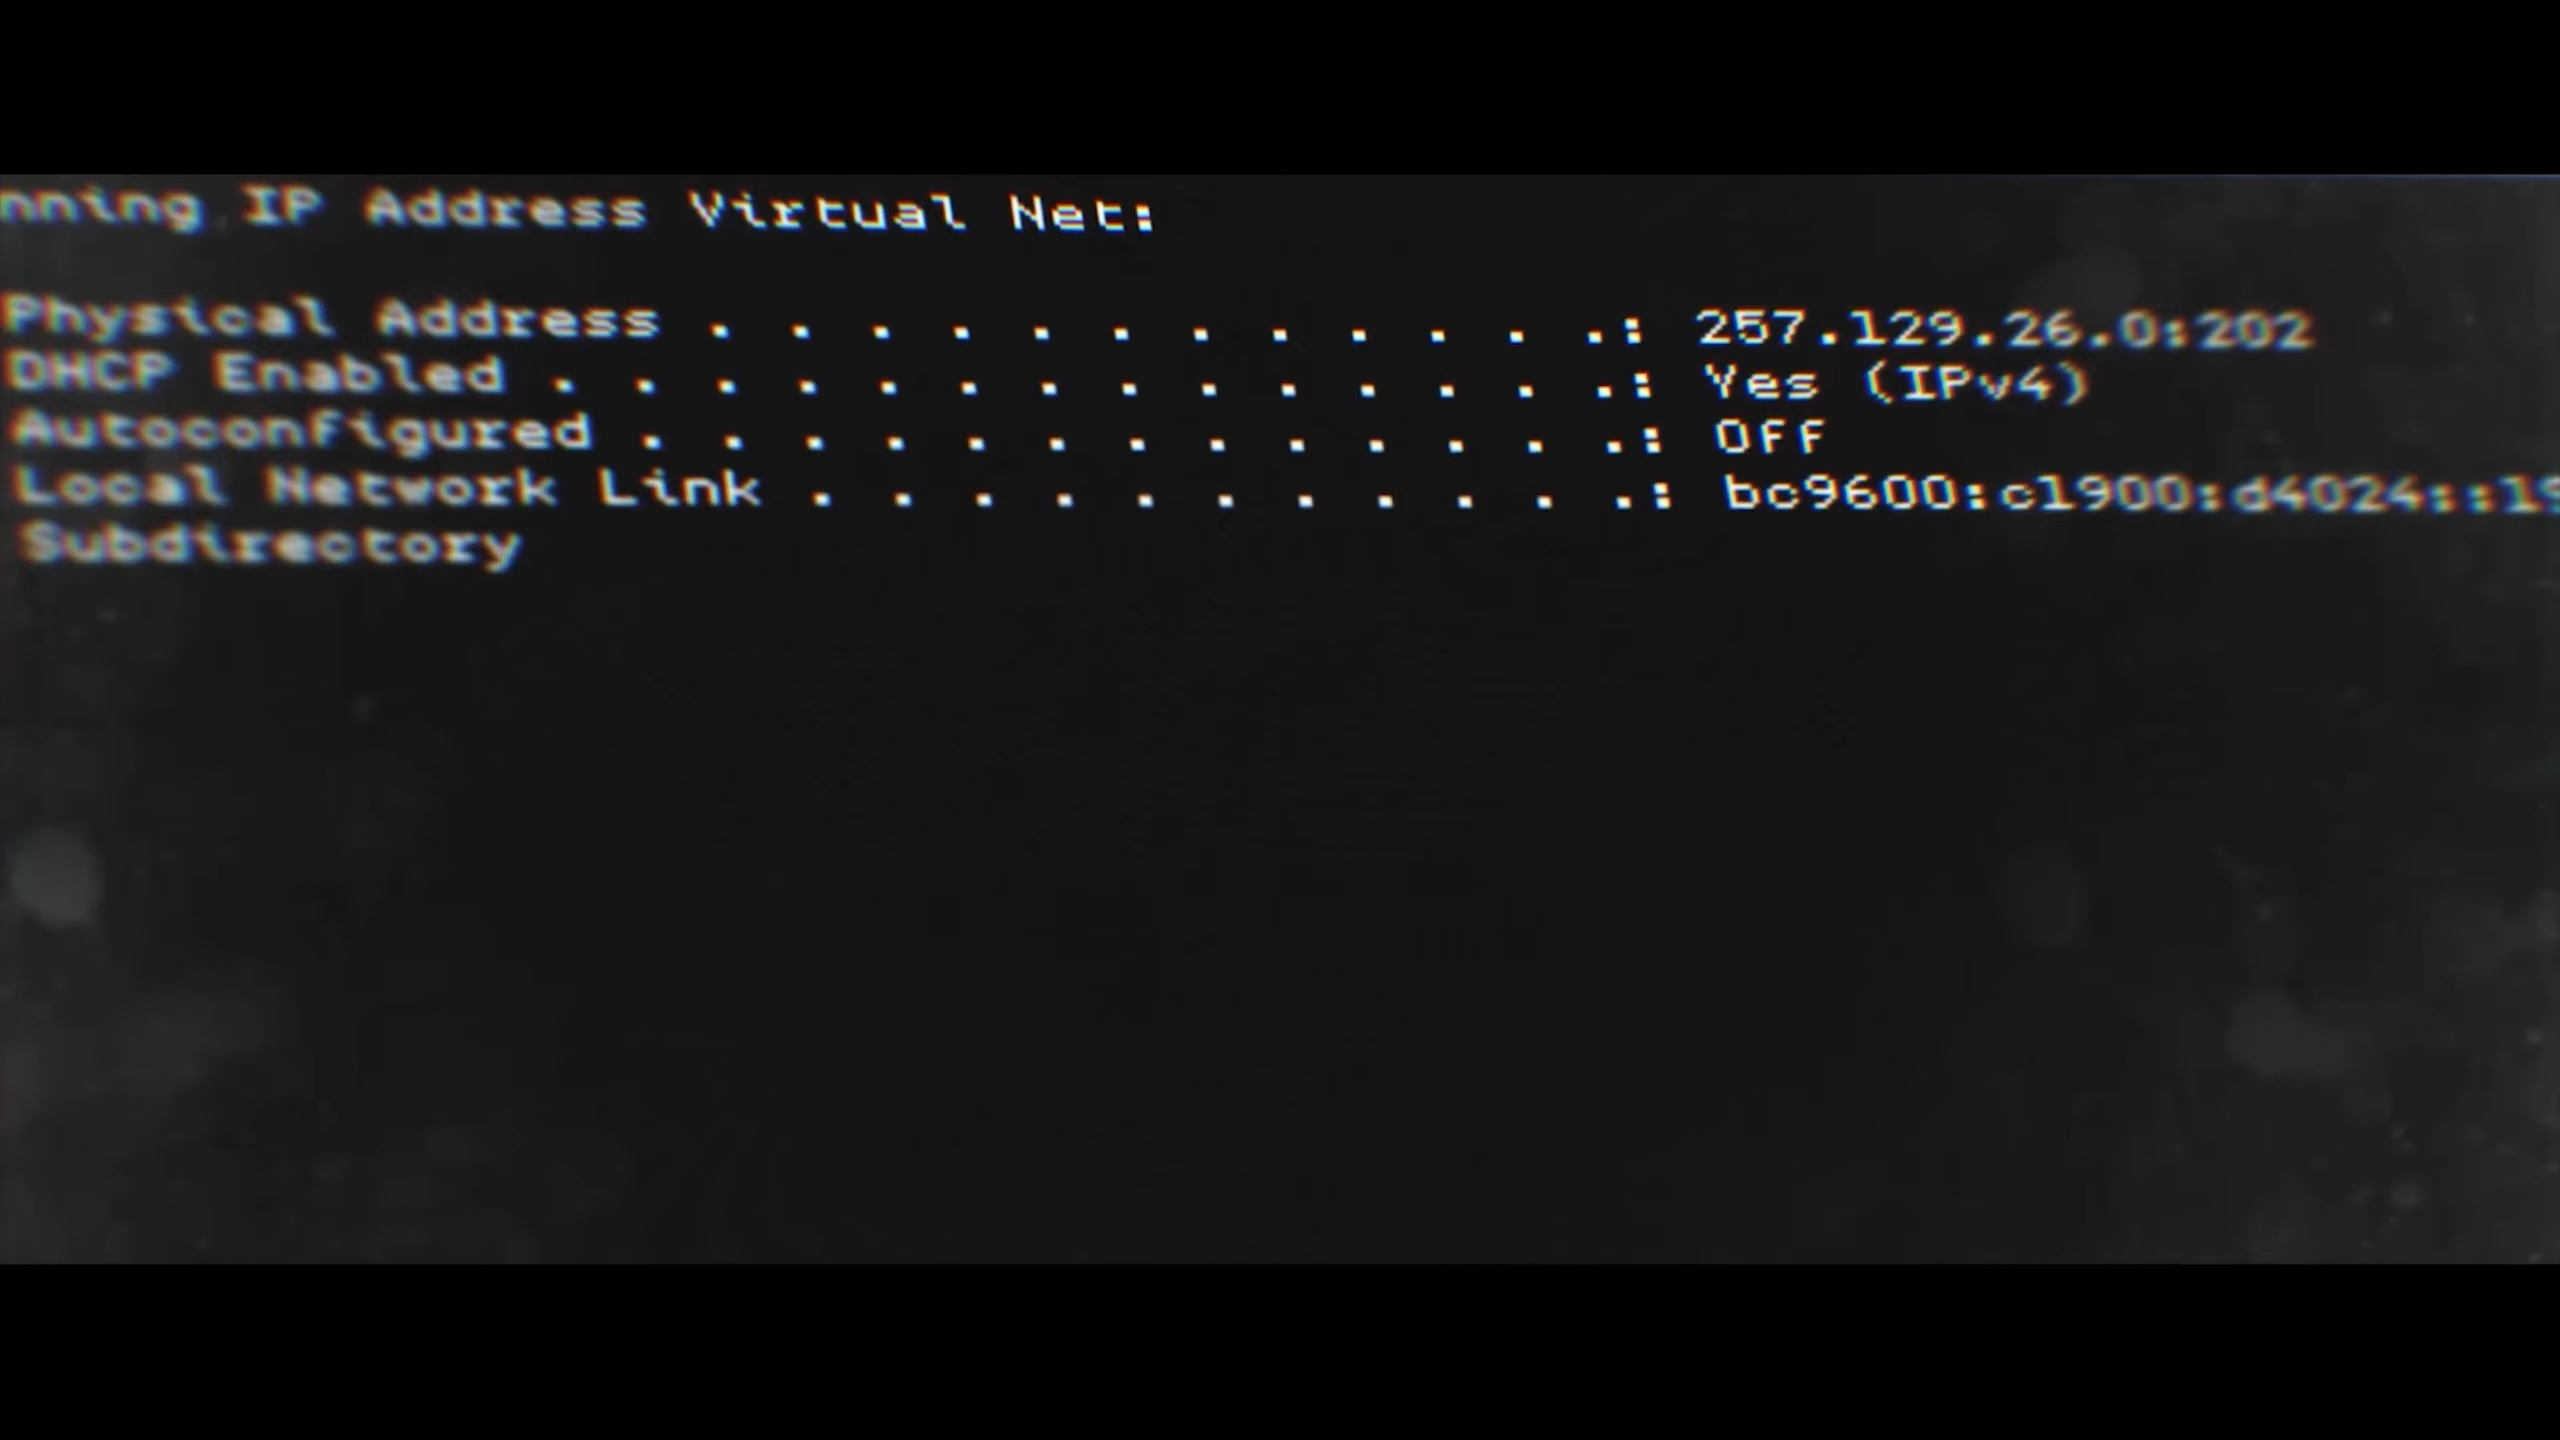 nning IP Address Virtual Net:
Physical Address . . . . . . . . . . . .: 257.129.26.0:202
DHCP Enabled . . . . . . . . . . . . . .: Yes (IPv4)
Autoconfigured . . . . . . . . . . . . .: Off
Local Network Link . . . . . . . . . . .: bc9600:c1900:d4024::19
Subdirectory